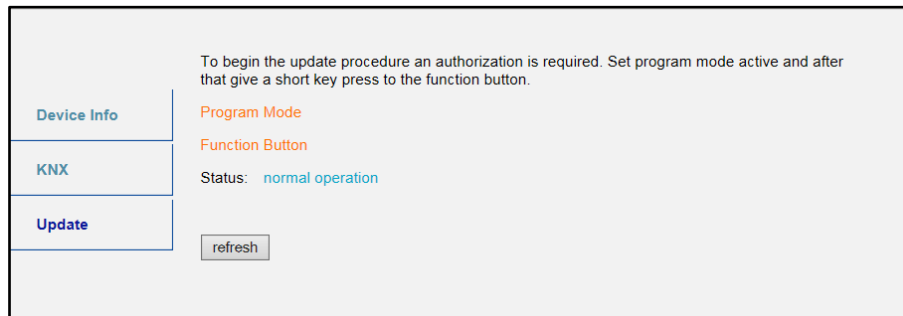 To begin the update procedure an authorization is required. Set program mode active and after
that give a short key press to the function button.
Device Info
Program Mode
Function Button
KNX
Status: normal operation
Update
refresh